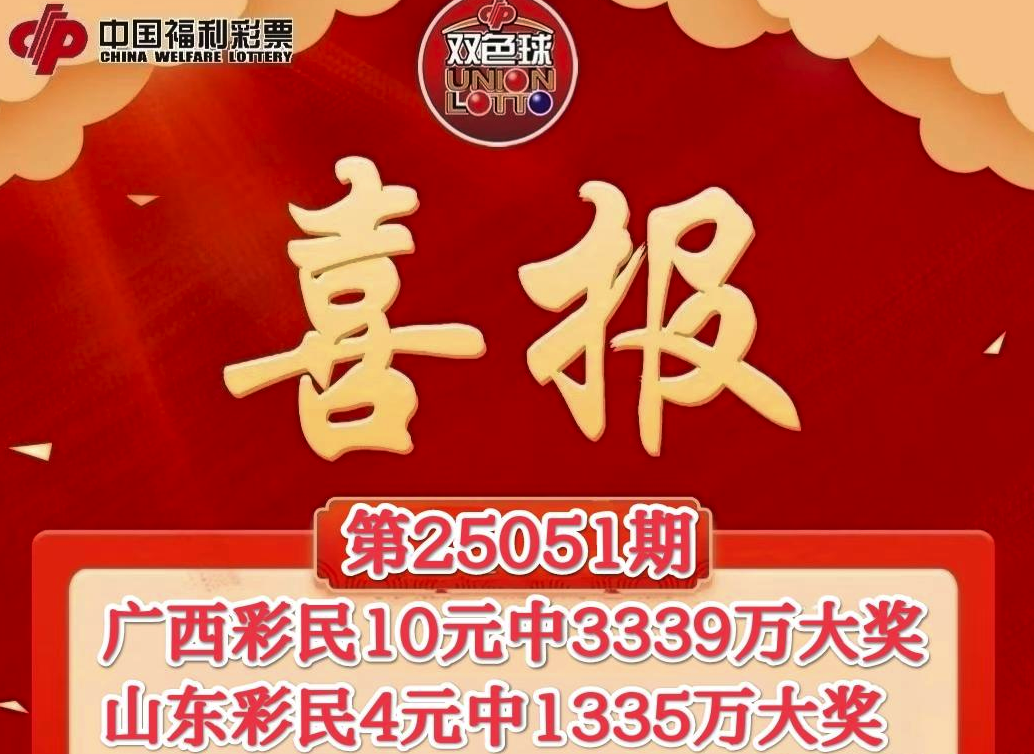 中国福利彩票
CHINA WELFARE LOTTERY
双色球
UNION
LOTTO
喜报
第25051期
广西彩民10元中3339万大奖
山东彩民4元中1335万大奖